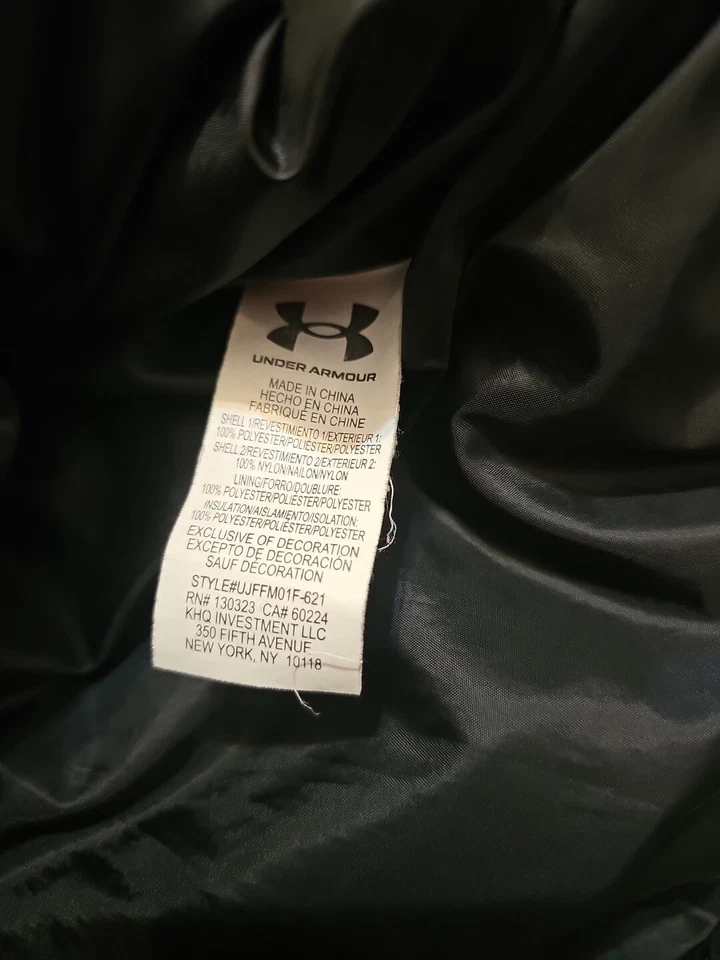 UNDER ARMOUR
MADE IN CHINA
HECHO EN CHINA
FABRIQUÉ EN CHINE
SHELL 1/REVESTIMIENTO 1/EXTERIEUR 1:
100% POLYESTER/POLIÉSTER/POLYESTER
SHELL 2/REVESTIMIENTO 2/EXTERIEUR 2:
100% NYLON/NAILON/NYLON
LINING/FORRO/DOUBLURE:
100% POLYESTER/POLIÉSTER/POLYESTER
INSULATION/AISLAMIENTO/ISOLATION:
100% POLYESTER/POLIÉSTER/POLYESTER
EXCLUSIVE OF DECORATION
EXCEPTO DE DECORACIÓN
SAUF DÉCORATION
STYLE#UJFFM01F-621
RN# 130323 CA# 60224
KHQ INVESTMENT LLC
350 FIFTH AVENUE
NEW YORK, NY 10118